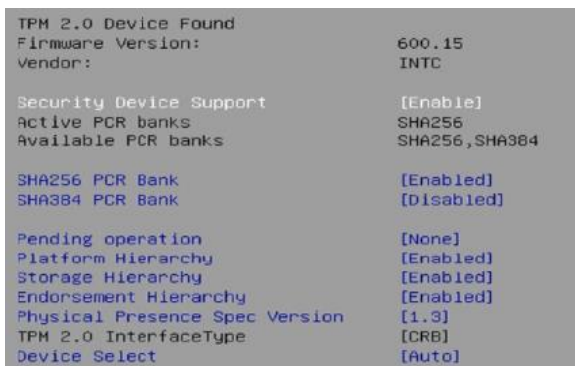 TPM 2.0 Device Found
Firmware Version: 600.15
Vendor: INTC
Security Device Support [Enable]
Active PCR banks SHA256
Available PCR banks SHA256,SHA384
SHA256 PCR Bank [Enabled]
SHA384 PCR Bank [Disabled]
Pending operation [None]
Platform Hierarchy [Enabled]
Storage Hierarchy [Enabled]
Endorsement Hierarchy [Enabled]
Physical Presence Spec Version [1.3]
TPM 2.0 InterfaceType [CRB]
Device Select [Auto]